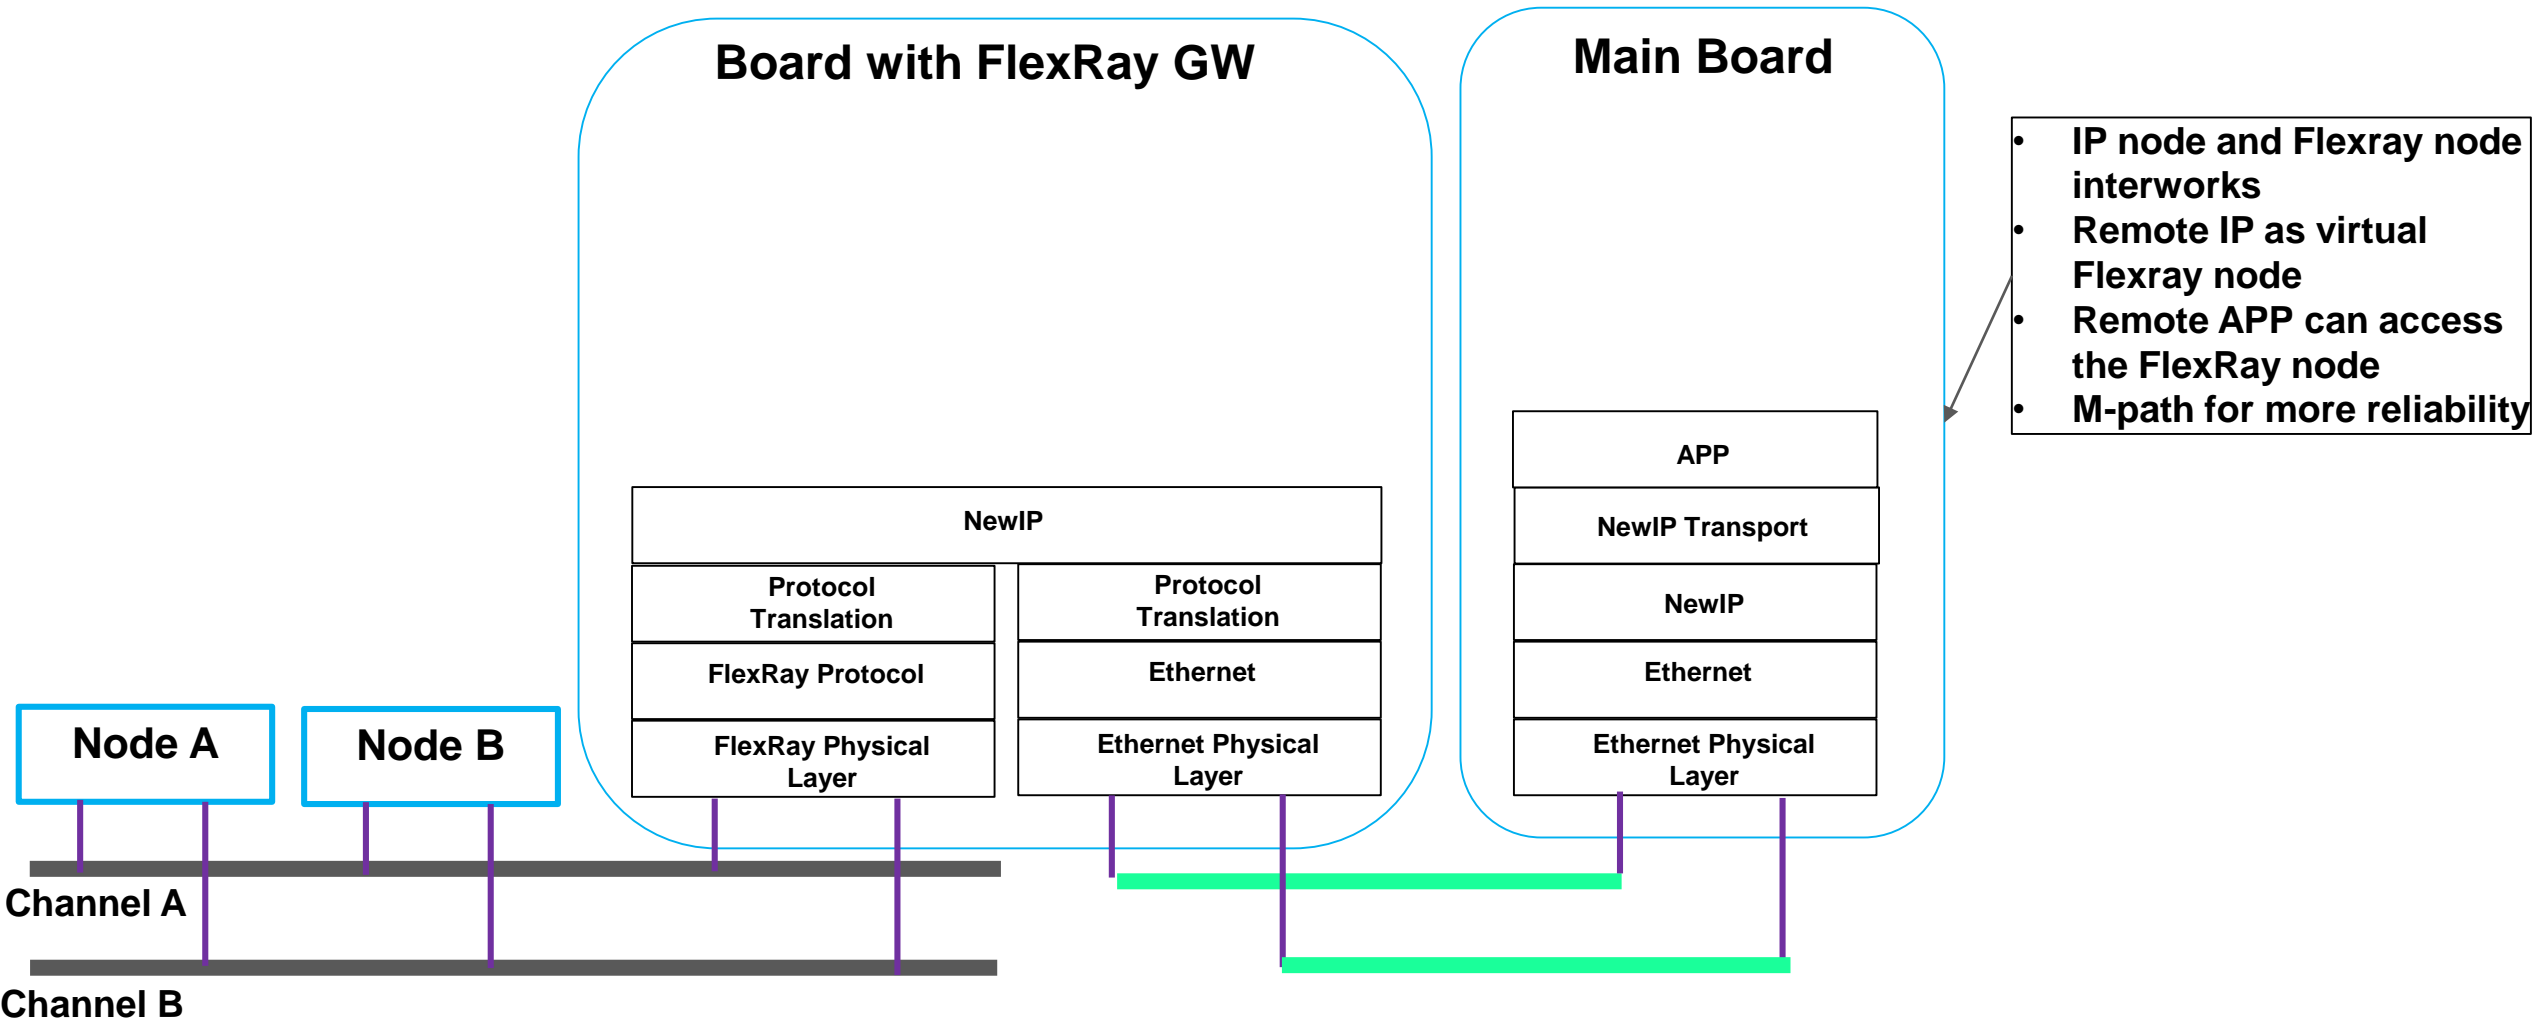 Board with FlexRay GW
Main Board
• IP node and Flexray node
interworks
• Remote IP as virtual
Flexray node
• Remote APP can access
the FlexRay node
• M-path for more reliability
APP
NewIP
NewIP Transport
Protocol
Translation
Protocol
Translation
NewIP
FlexRay Protocol
Ethernet
Ethernet
Node A
Node B
FlexRay Physical
Layer
Ethernet Physical
Layer
Ethernet Physical
Layer
Channel A
Channel B